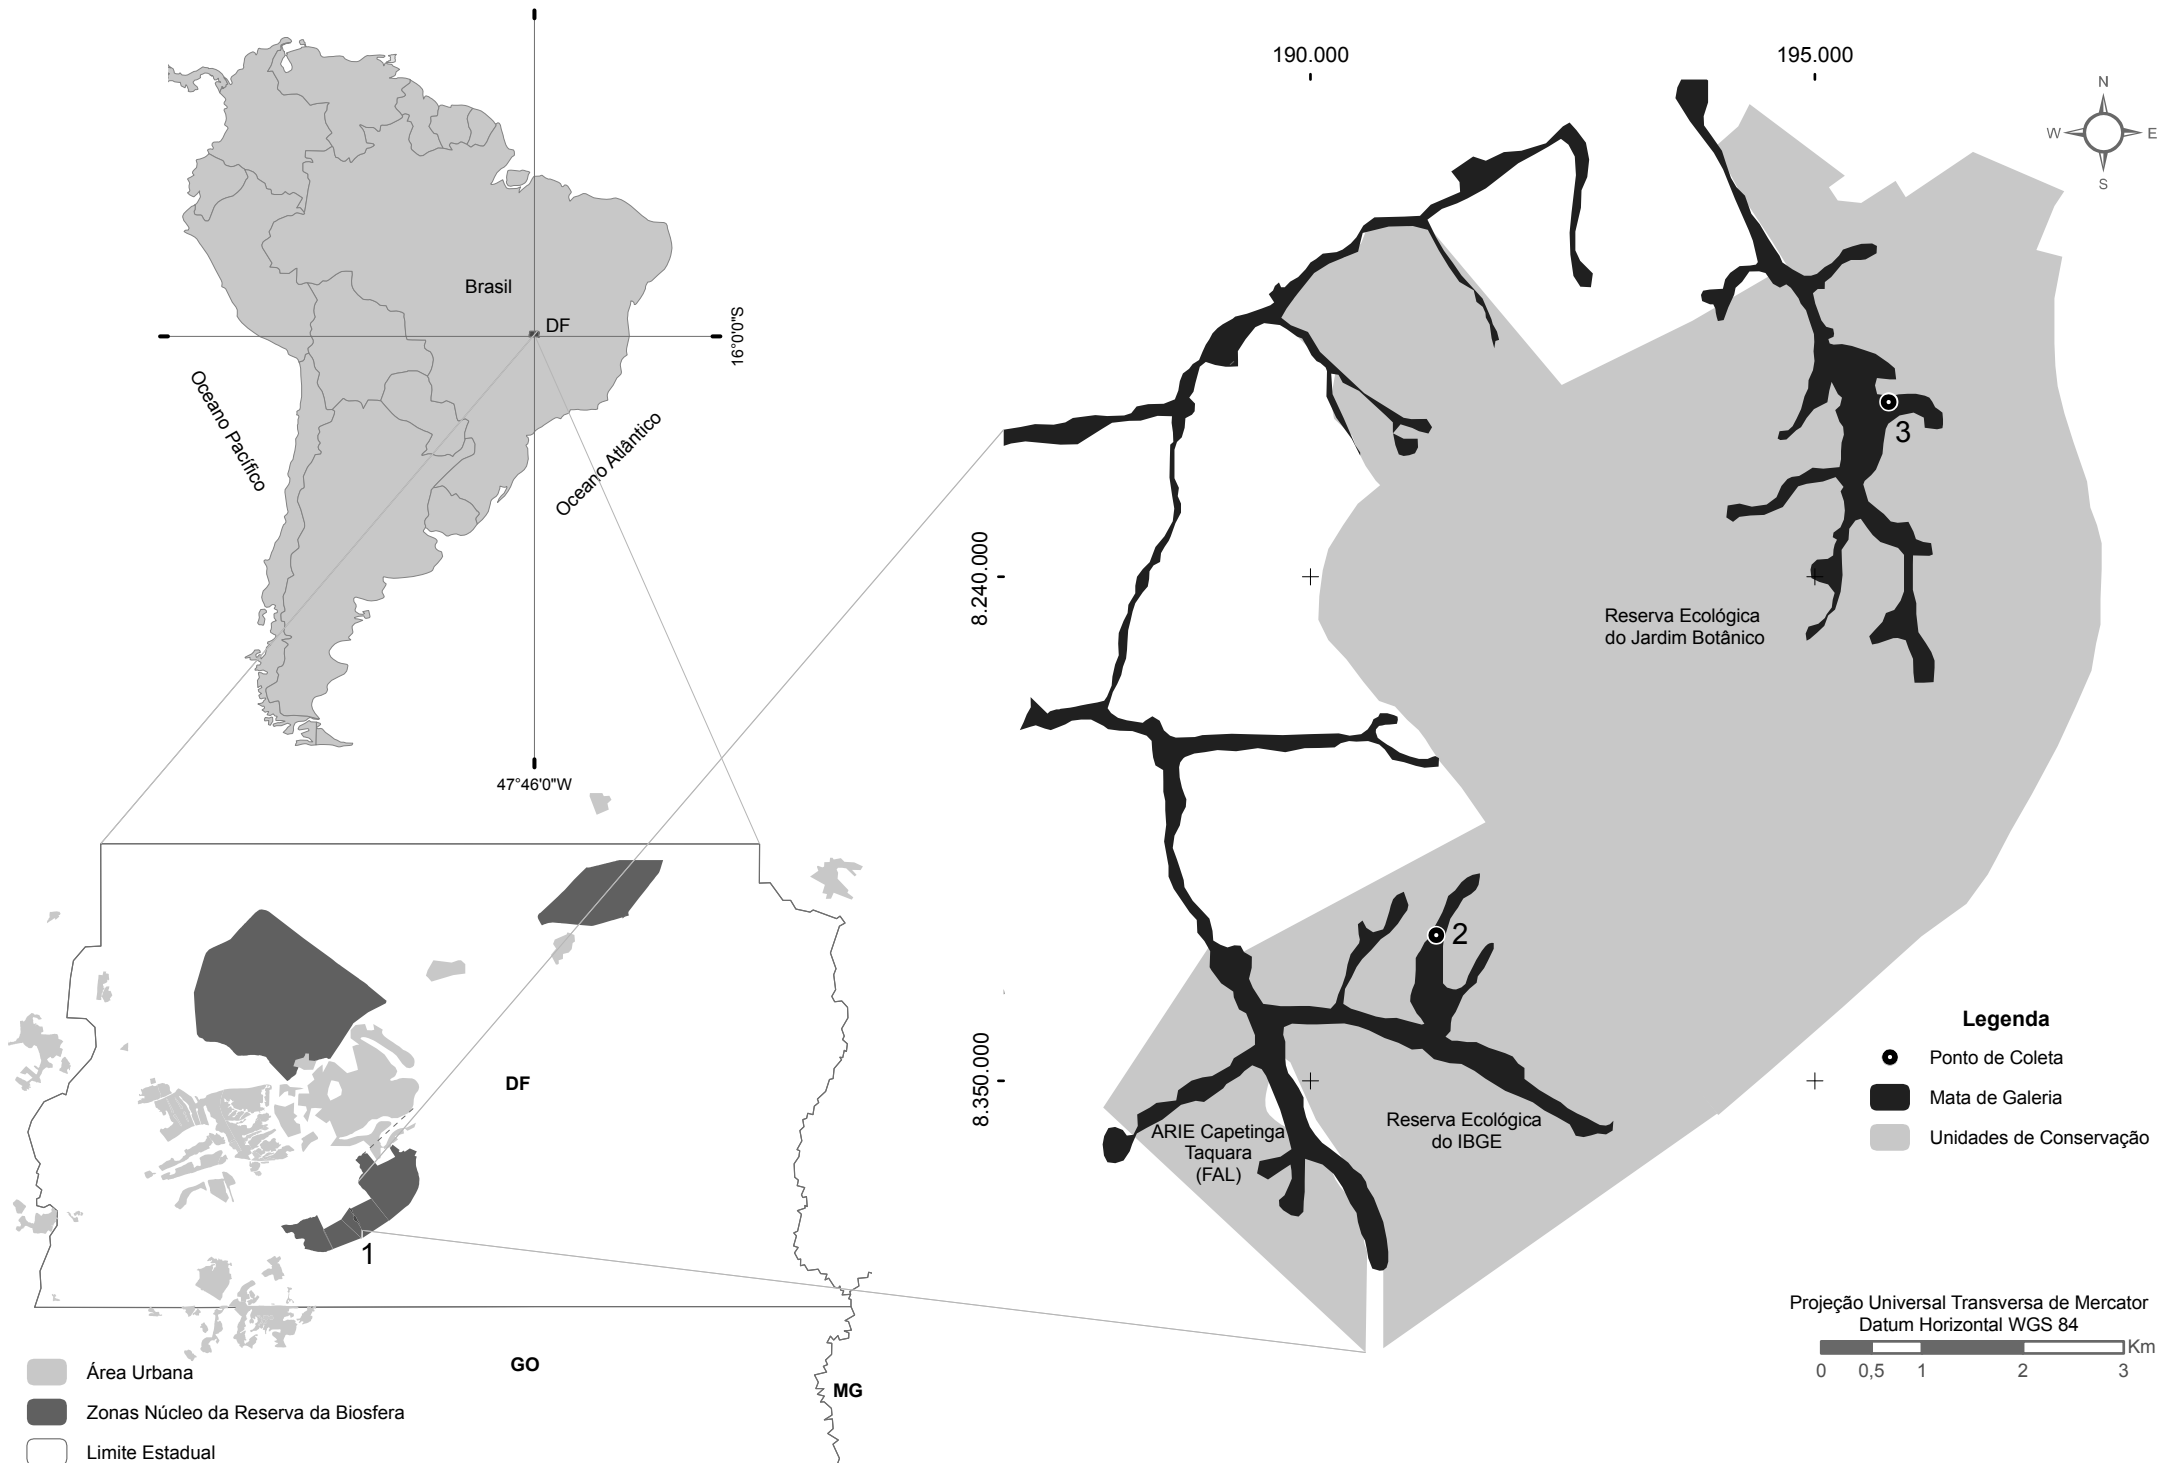 190.000
195.000
N
W
E
S
Brasil
DF
16°0'0"S
Oceano Pacífico
Oceano Atlântico
47°46'0"W
3
8.240.000
Reserva Ecológica
do Jardim Botânico
2
8.350.000
ARIE Capetinga
Taquara
(FAL)
Reserva Ecológica
do IBGE
Legenda
Ponto de Coleta
Mata de Galeria
Unidades de Conservação
Projeção Universal Transversa de Mercator
Datum Horizontal WGS 84
Km
0 0,5 1 2 3
DF
1
GO
MG
Área Urbana
Zonas Núcleo da Reserva da Biosfera
Limite Estadual